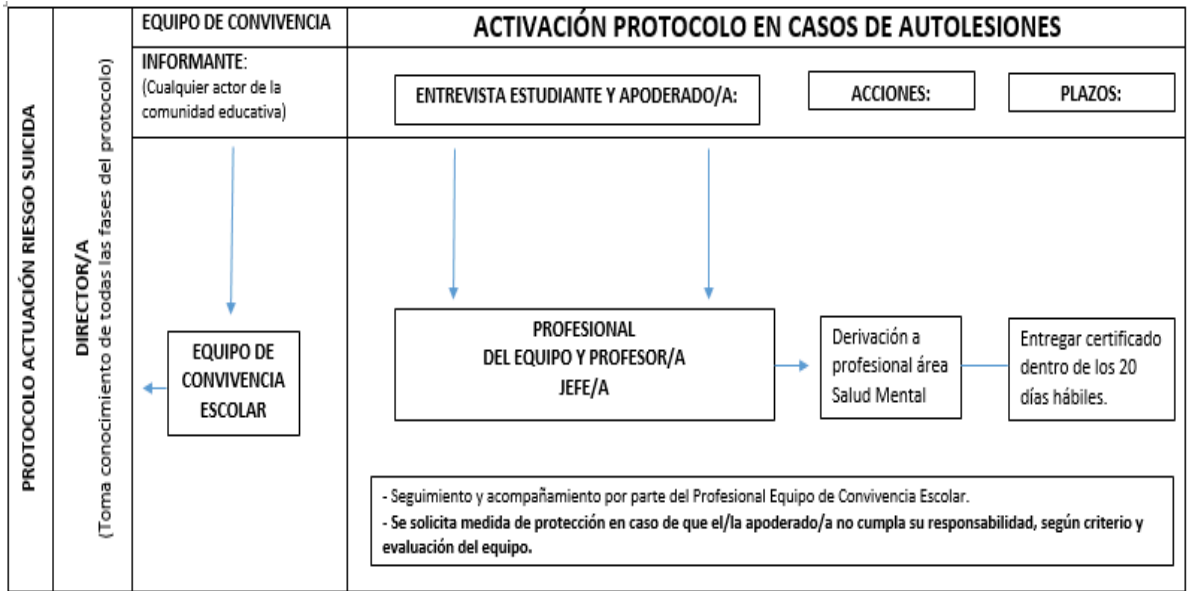 PROTOCOLO ACTUACIÓN RIESGO SUICIDA
DIRECTOR/A
(Toma conocimiento de todas las fases del protocolo)
EQUIPO DE CONVIVENCIA
ACTIVACIÓN PROTOCOLO EN CASOS DE AUTOLESIONES
INFORMANTE:
(Cualquier actor de la
comunidad educativa)
ENTREVISTA ESTUDIANTE Y APODERADO/A:
ACCIONES:
PLAZOS:
EQUIPO DE
CONVIVENCIA
ESCOLAR
PROFESIONAL
DEL EQUIPO Y PROFESOR/A
JEFE/A
Derivación a
profesional área
Salud Mental
Entregar certificado
dentro de los 20
días hábiles.
- Seguimiento y acompañamiento por parte del Profesional Equipo de Convivencia Escolar.
- Se solicita medida de protección en caso de que el/la apoderado/a no cumpla su responsabilidad, según criterio y
evaluación del equipo.